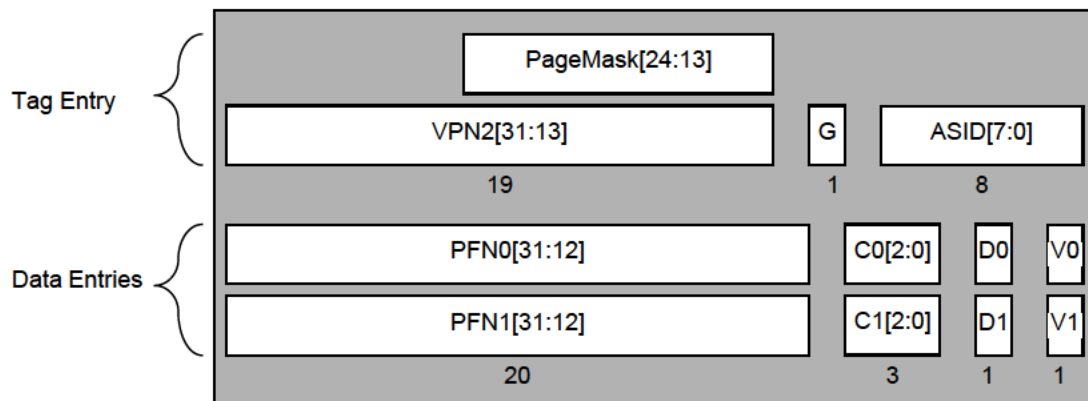 PageMask[24:13]
Tag Entry
VPN2[31:13] G ASID[7:0]
19 1 8
PFN0[31:12] C0[2:0] D0 V0
Data Entries
PFN1[31:12] C1[2:0] D1 V1
20 3 1 1